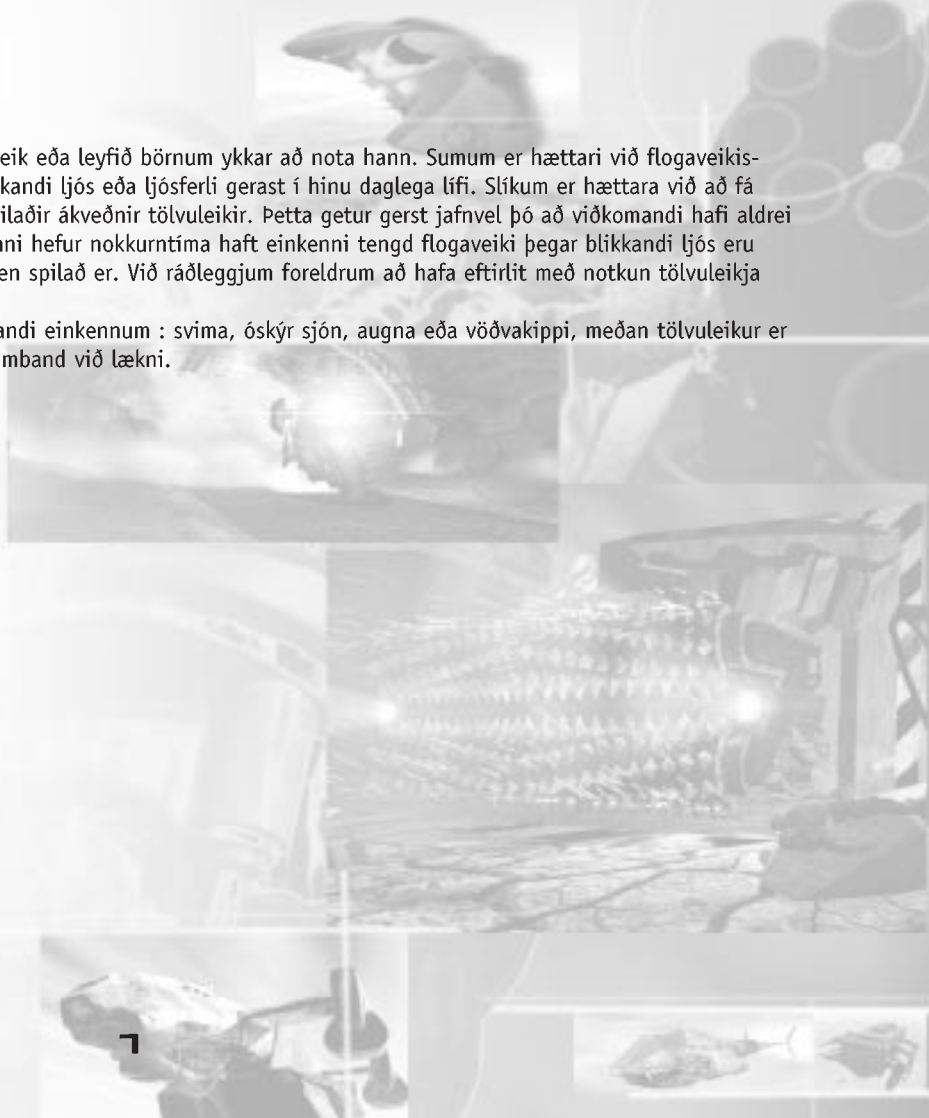 eik eða leyfið börnum ykkar að nota hann. Sumum er hættari við flogaveikis-
kandi ljós eða ljósferli gerast í hinu daglega lífi. Slíkum er hættara við að fá
ilaðir ákveðnir tölvuleikir. Þetta getur gerst jafnvel þó að viðkomandi hafi aldrei
nni hefur nokkurntíma haft einkenni tengd flogaveiki þegar blikkandi ljós eru
en spilað er. Við ráðleggjum foreldrum að hafa eftirlit með notkun tölvuleikja
andi einkennum : svima, óskýr sjón, augna eða vöðvakippi, meðan tölvuleikur er
mband við lækni.